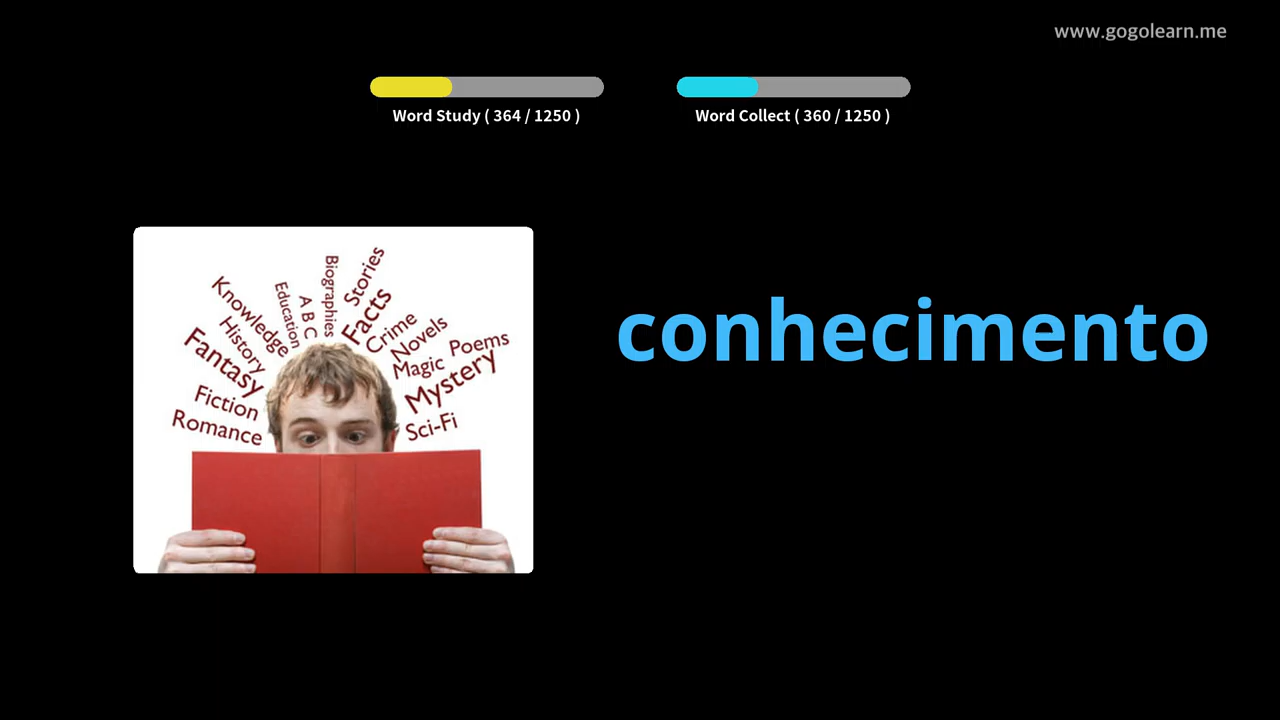 www.gogolearn.me
Word Study ( 364 / 1250 )
Word Collect ( 360 / 1250 )
conhecimento
Biographies
Stories
Education
A B C
Facts
Knowledge
History
Crime
Novels
Poems
Fantasy
Magic
Mystery
Fiction
Romance
Sci-Fi